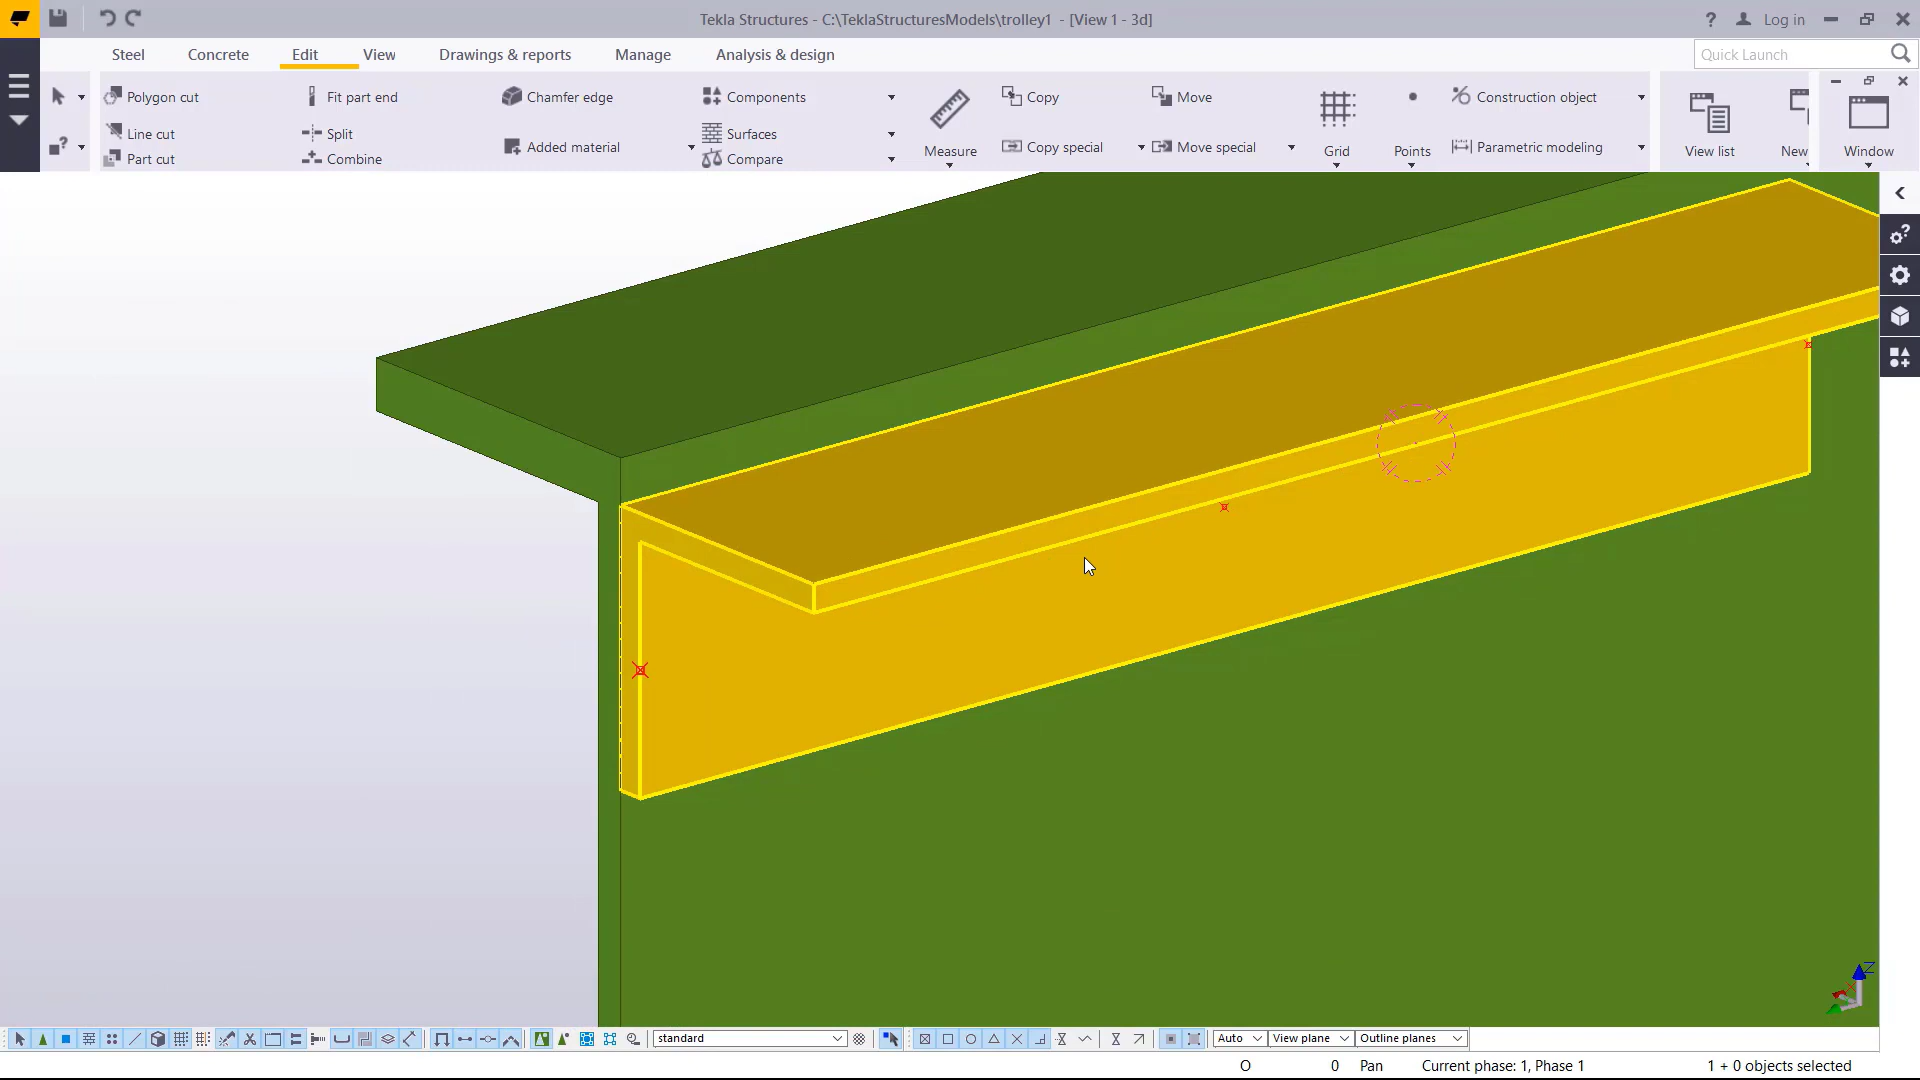 Tekla Structures - C:\TeklaStructuresModels\trolley1 - [View 1 - 3d]
? Log in
Steel Concrete Edit View Drawings & reports Manage Analysis & design
Quick Launch
Polygon cut Fit part end Chamfer edge Components Copy Move Construction object
Line cut Split Added material Surfaces Copy special Move special Parametric modeling
Part cut Combine Compare
Measure Grid Points View list New Window
Z
standard Auto View plane Outline planes
O 0 Pan Current phase: 1, Phase 1 1 + 0 objects selected